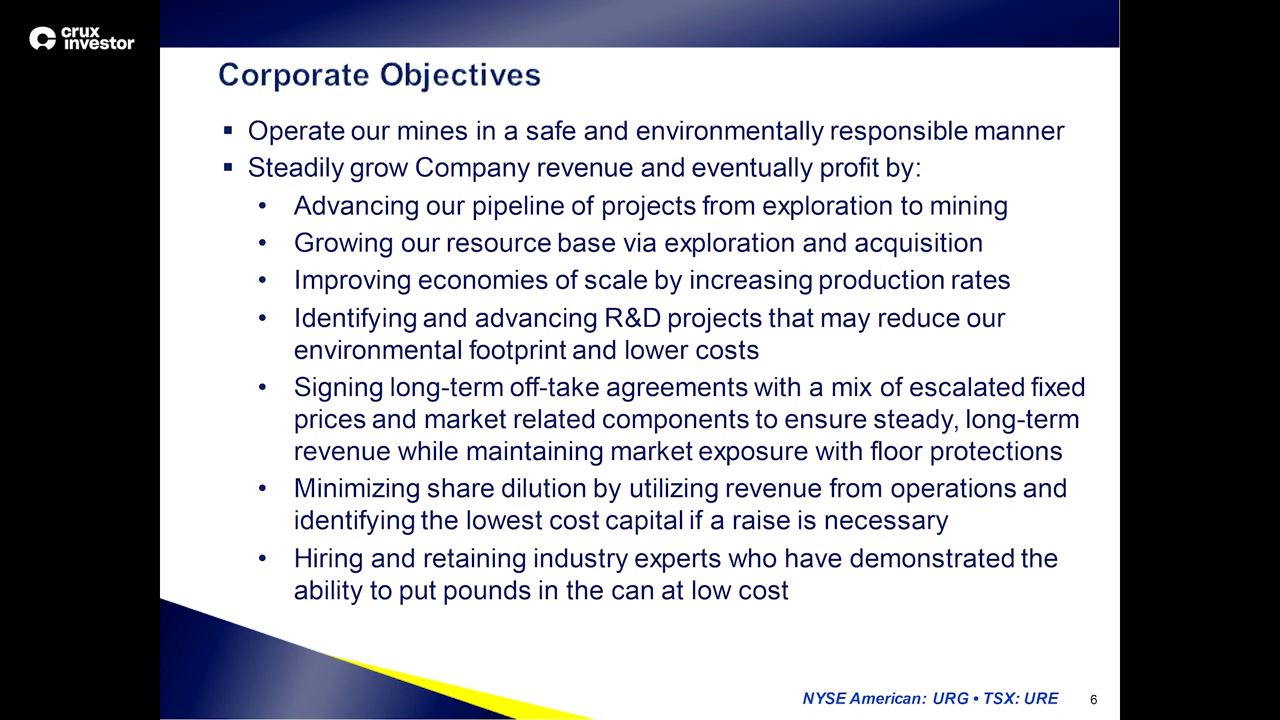 crux
investor
Corporate Objectives
▪ Operate our mines in a safe and environmentally responsible manner
▪ Steadily grow Company revenue and eventually profit by:
• Advancing our pipeline of projects from exploration to mining
• Growing our resource base via exploration and acquisition
• Improving economies of scale by increasing production rates
• Identifying and advancing R&D projects that may reduce our
environmental footprint and lower costs
• Signing long-term off-take agreements with a mix of escalated fixed
prices and market related components to ensure steady, long-term
revenue while maintaining market exposure with floor protections
• Minimizing share dilution by utilizing revenue from operations and
identifying the lowest cost capital if a raise is necessary
• Hiring and retaining industry experts who have demonstrated the
ability to put pounds in the can at low cost
NYSE American: URG • TSX: URE 6